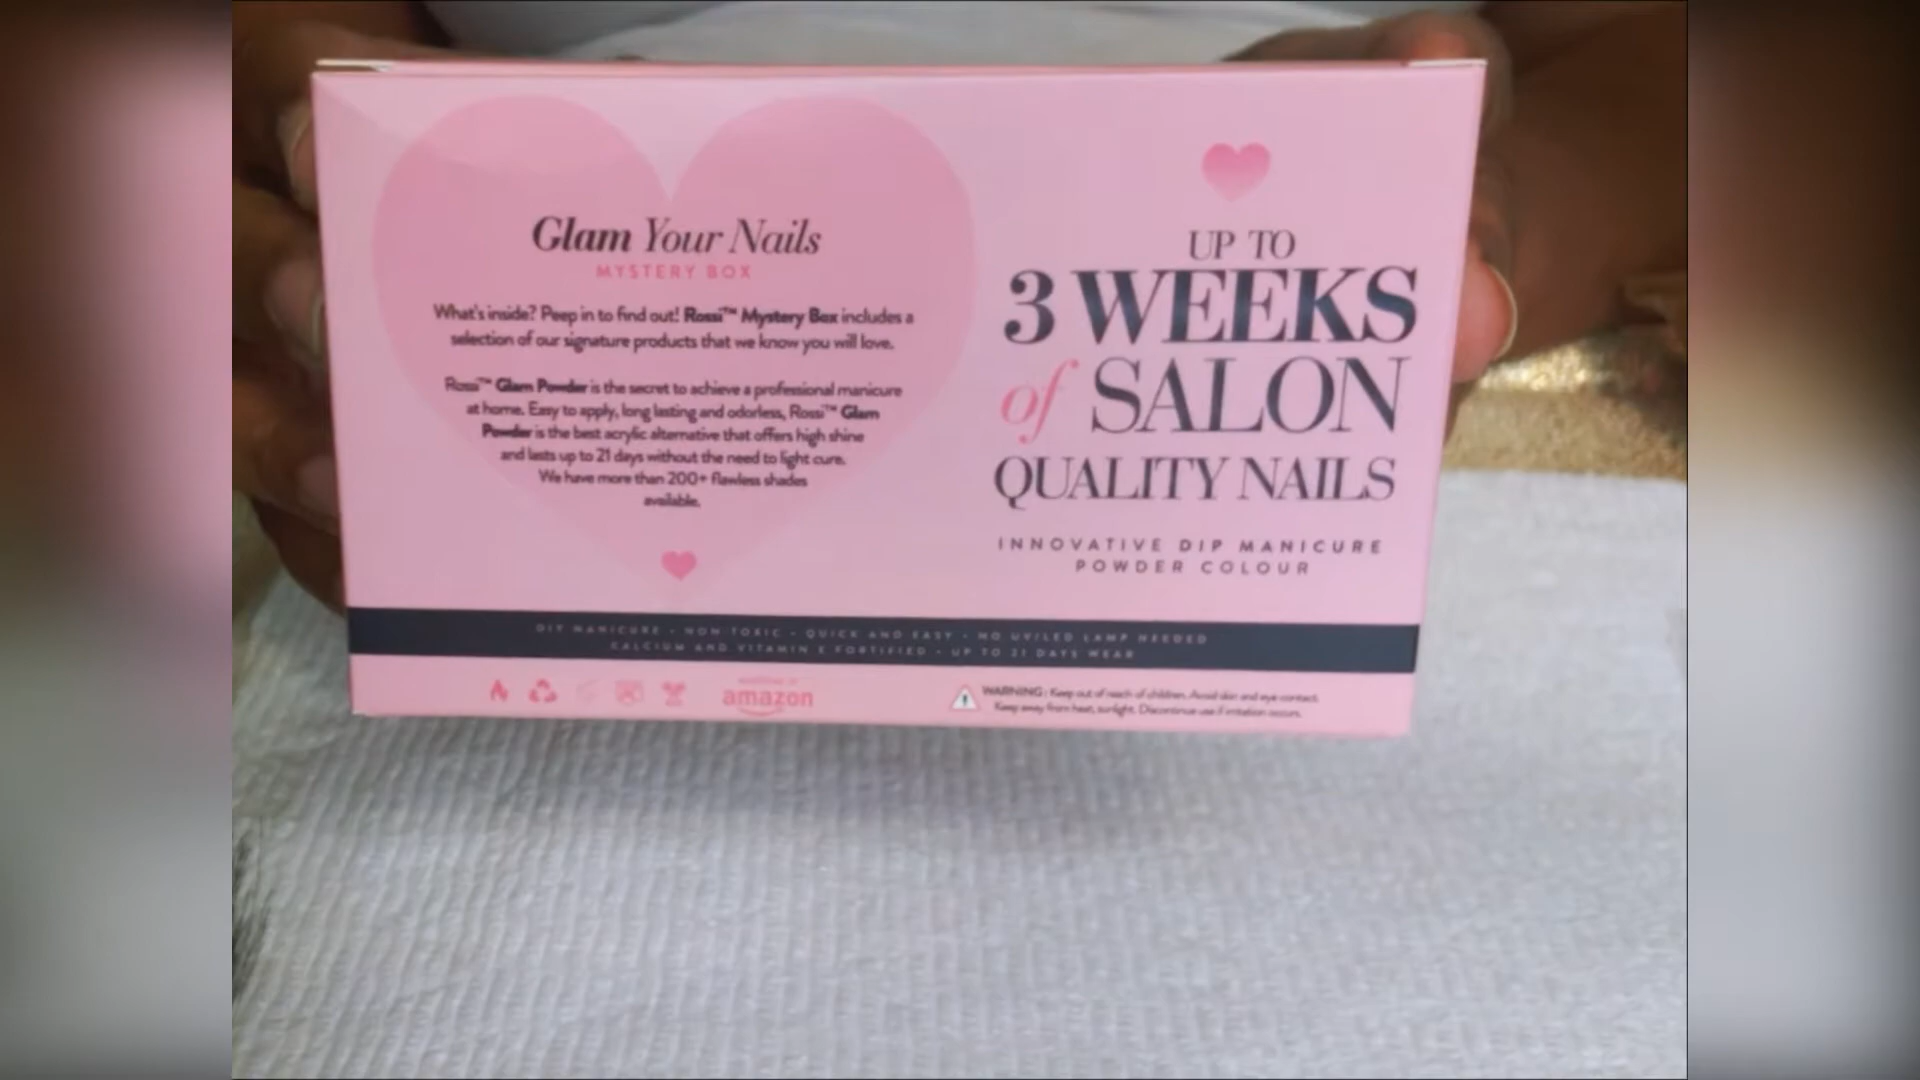 Glam Your Nails
MYSTERY BOX
What's inside? Peep in to find out! Rossi™ Mystery Box includes a
selection of our signature products that we know you will love.
Rossi™ Glam Powder is the secret to achieve a professional manicure
at home. Easy to apply, long lasting and odorless, Rossi™ Glam
Powder is the best acrylic alternative that offers high shine
and lasts up to 21 days without the need to light cure.
We have more than 200+ flawless shades
available.
UP TO
3 WEEKS
of SALON
QUALITY NAILS
INNOVATIVE DIP MANICURE
POWDER COLOUR
DIY MANICURE • NON TOXIC • QUICK AND EASY • NO UV/LED LAMP NEEDED
CALCIUM AND VITAMIN E FORTIFIED • UP TO 21 DAYS WEAR
amazon
WARNING: Keep out of reach of children. Avoid skin and eye contact.
Keep away from heat, sunlight. Discontinue use if irritation occurs.